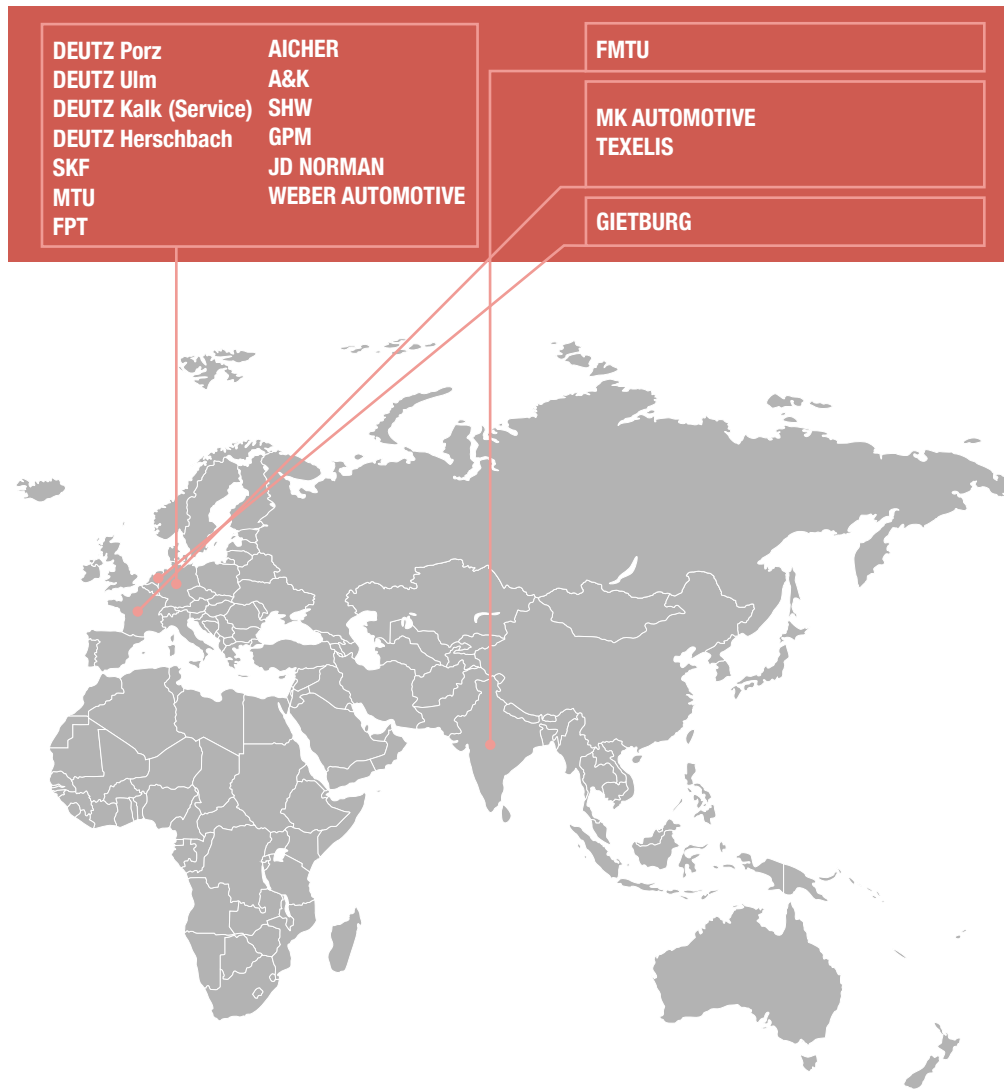 DEUTZ Porz
DEUTZ Ulm
DEUTZ Kalk (Service)
DEUTZ Herschbach
SKF
MTU
FPT
AICHER
A&K
SHW
GPM
JD NORMAN
WEBER AUTOMOTIVE
FMTU
MK AUTOMOTIVE
TEXELIS
GIETBURG